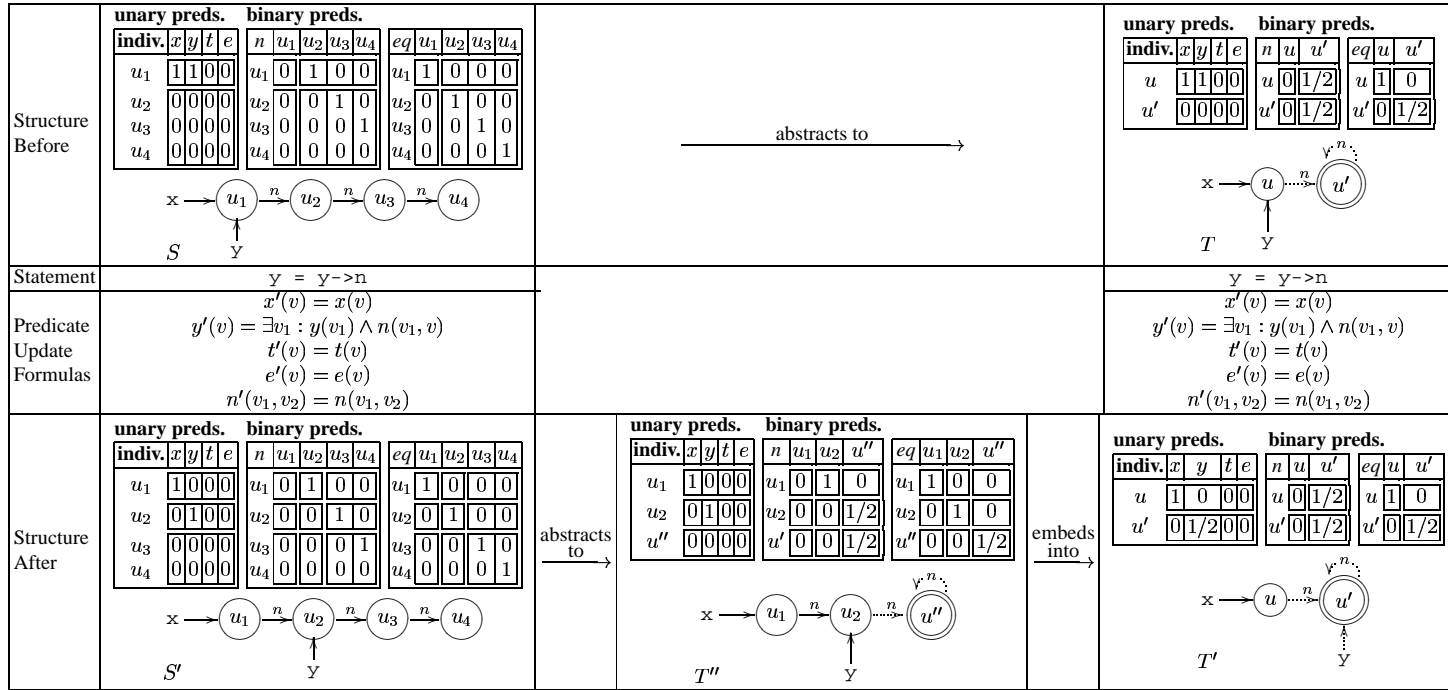 Structure Before
unary preds. binary preds.
indiv. x y t e
u₁ 1 1 0 0
u₂ 0 0 0 0
u₃ 0 0 0 0
u₄ 0 0 0 0
n u₁ u₂ u₃ u₄
u₁ 0 1 0 0
u₂ 0 0 1 0
u₃ 0 0 0 1
u₄ 0 0 0 0
eq u₁ u₂ u₃ u₄
u₁ 1 0 0 0
u₂ 0 1 0 0
u₃ 0 0 1 0
u₄ 0 0 0 1
x u₁ n u₂ n u₃ n u₄
S y
abstracts to
unary preds. binary preds.
indiv. x y t e
u 1 1 0 0
u′ 0 0 0 0
n u u′
u 0 1/2
u′ 0 1/2
eq u u′
u 1 0
u′ 0 1/2
n
x u n u′
T y
Statement
y = y->n
y = y->n
Predicate Update Formulas
x′(v) = x(v)
y′(v) = ∃v₁ : y(v₁) ∧ n(v₁, v)
t′(v) = t(v)
e′(v) = e(v)
n′(v₁, v₂) = n(v₁, v₂)
x′(v) = x(v)
y′(v) = ∃v₁ : y(v₁) ∧ n(v₁, v)
t′(v) = t(v)
e′(v) = e(v)
n′(v₁, v₂) = n(v₁, v₂)
Structure After
unary preds. binary preds.
indiv. x y t e
u₁ 1 0 0 0
u₂ 0 1 0 0
u₃ 0 0 0 0
u₄ 0 0 0 0
n u₁ u₂ u₃ u₄
u₁ 0 1 0 0
u₂ 0 0 1 0
u₃ 0 0 0 1
u₄ 0 0 0 0
eq u₁ u₂ u₃ u₄
u₁ 1 0 0 0
u₂ 0 1 0 0
u₃ 0 0 1 0
u₄ 0 0 0 1
x u₁ n u₂ n u₃ n u₄
S′ y
abstracts to
unary preds. binary preds.
indiv. x y t e
u₁ 1 0 0 0
u₂ 0 1 0 0
u″ 0 0 0 0
n u₁ u₂ u″
u₁ 0 1 0
u₂ 0 0 1/2
u′ 0 0 1/2
eq u₁ u₂ u″
u₁ 1 0 0
u₂ 0 1 0
u″ 0 0 1/2
n
x u₁ n u₂ n u″
T″ y
embeds into
unary preds. binary preds.
indiv. x y t e
u 1 0 0 0
u′ 0 1/2 0 0
n u u′
u 0 1/2
u′ 0 1/2
eq u u′
u 1 0
u′ 0 1/2
n
x u n u′
T′ y